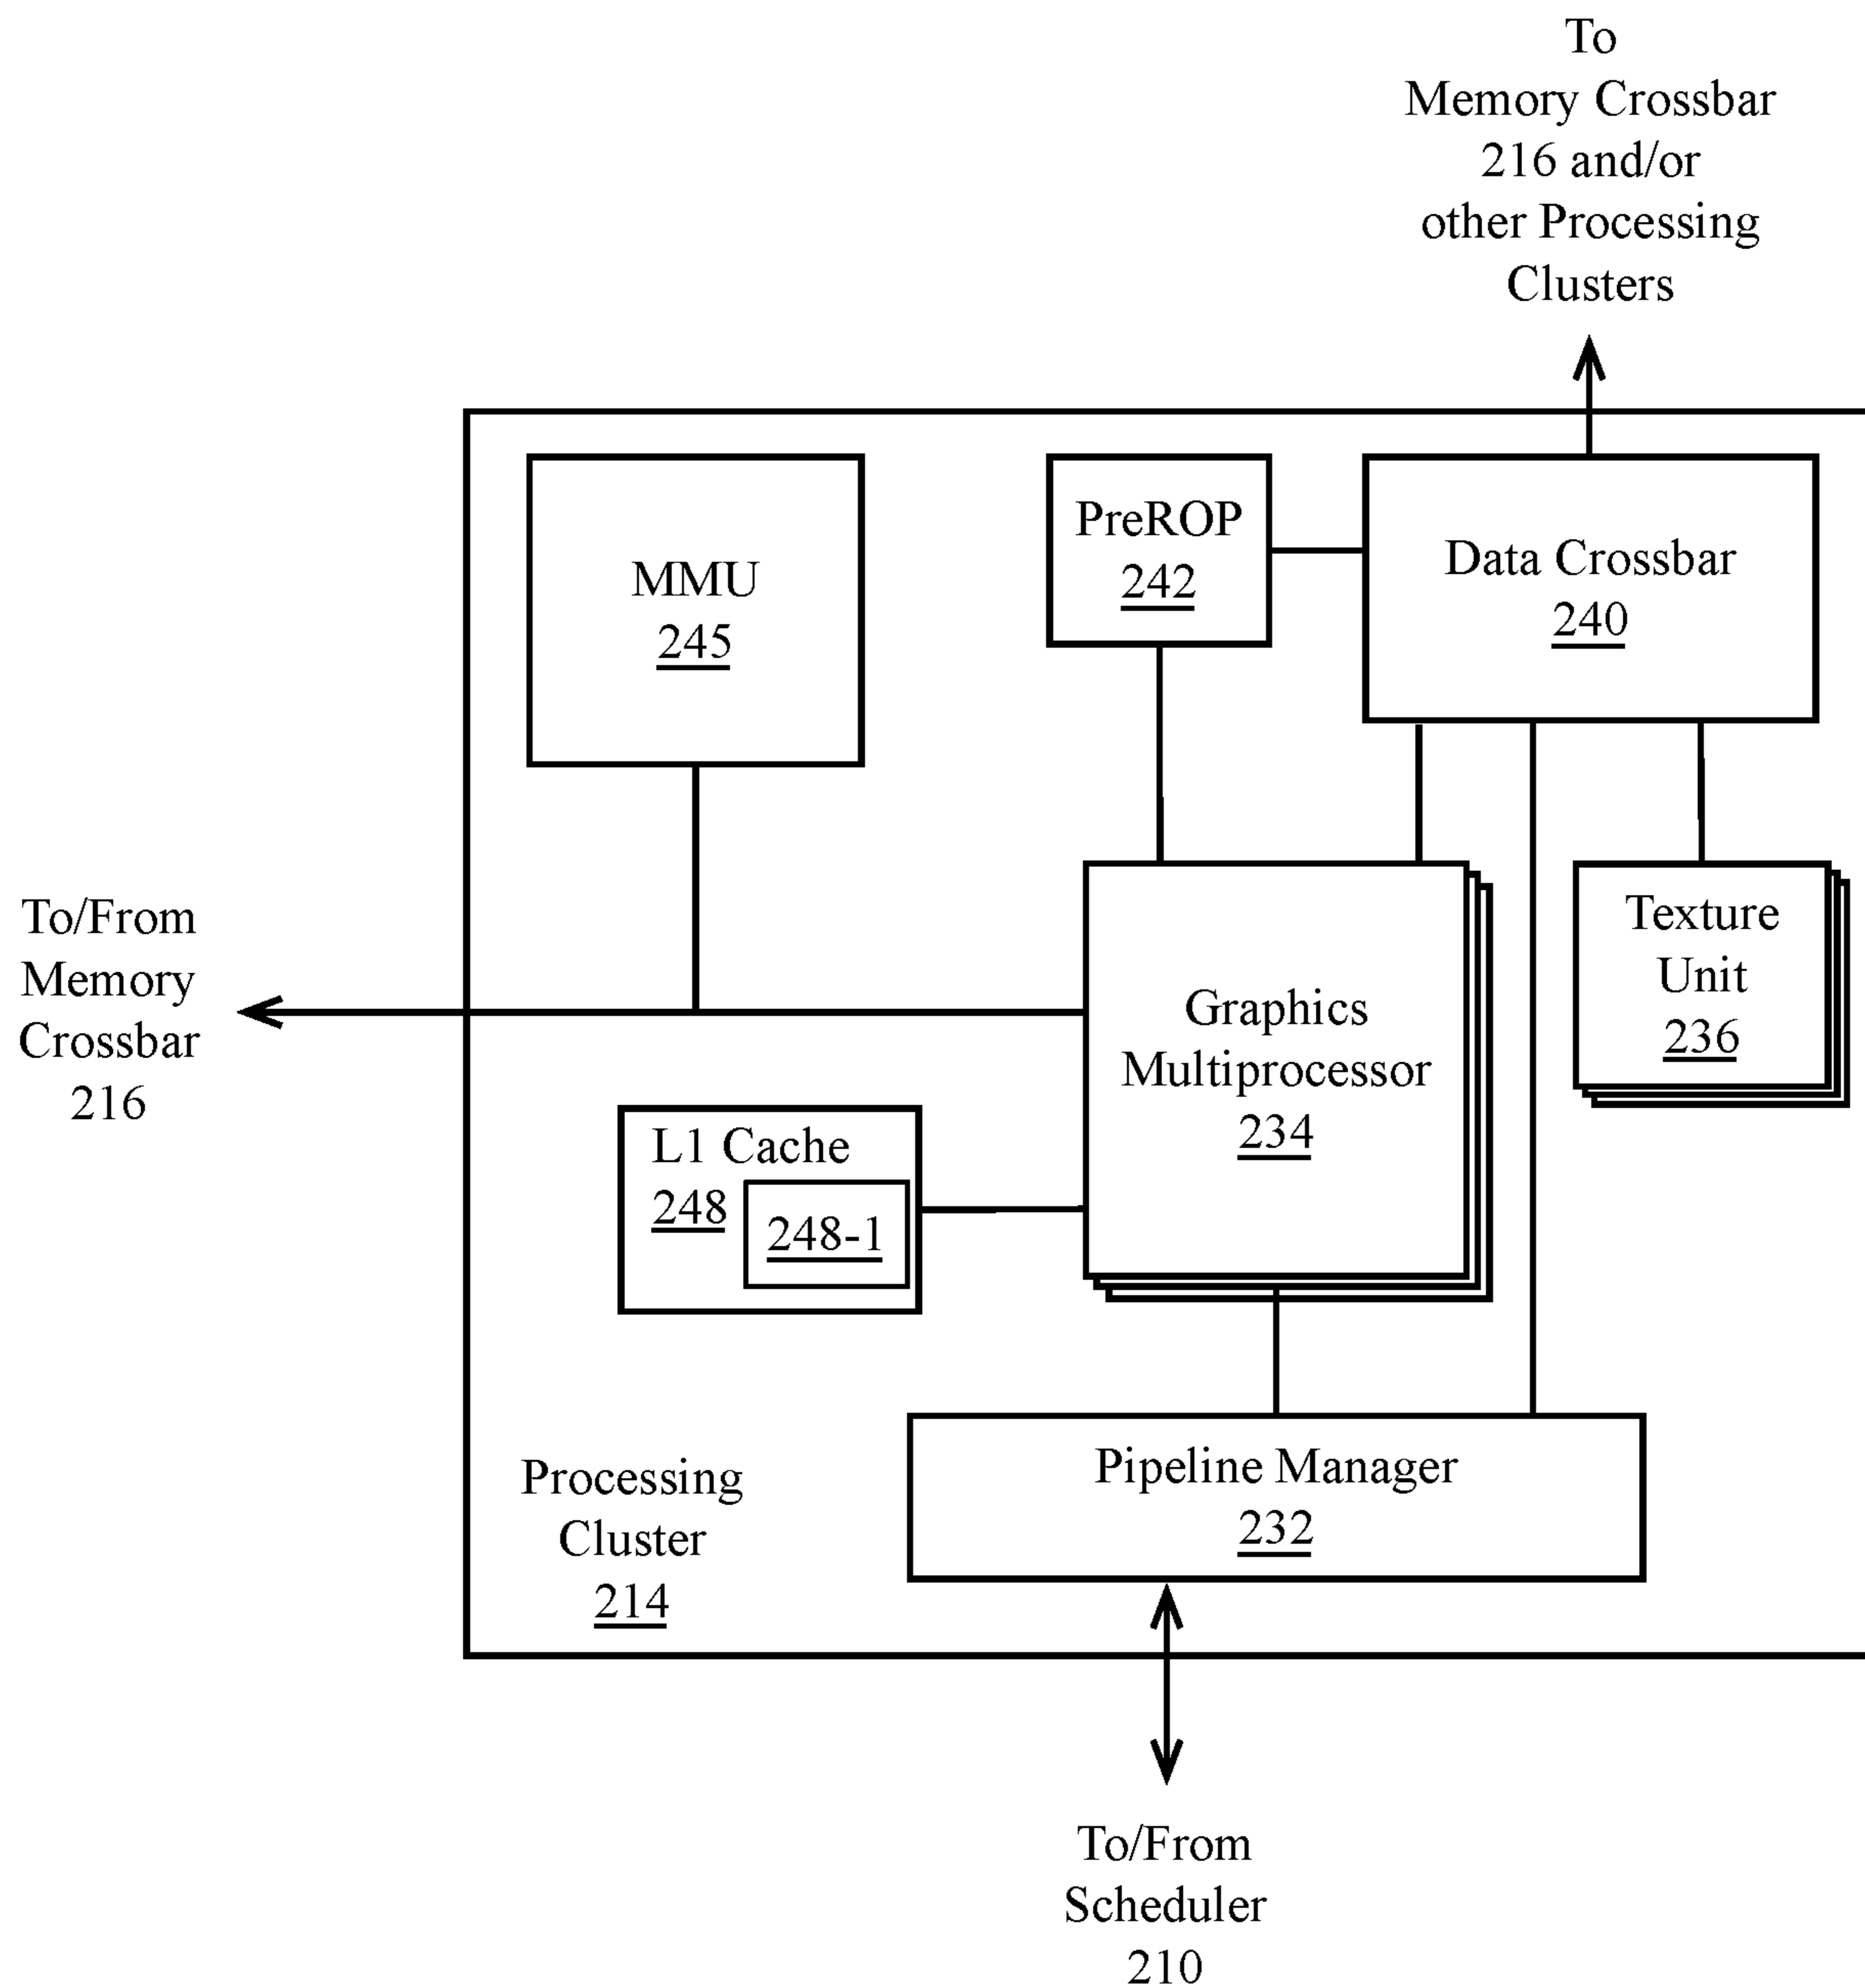 To
Memory Crossbar
216 and/or
other Processing
Clusters
MMU
245
PreROP
242
Data Crossbar
240
To/From
Memory
Crossbar
216
Graphics
Multiprocessor
234
Texture
Unit
236
L1 Cache
248
248-1
Pipeline Manager
232
Processing
Cluster
214
To/From
Scheduler
210